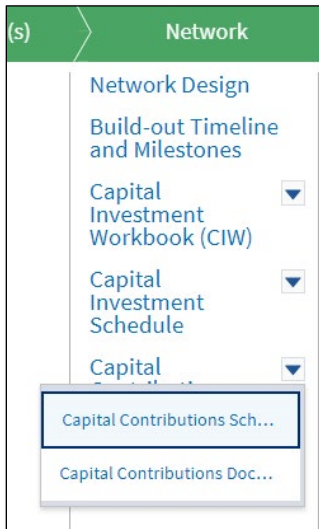 (s)
Network
Network Design
Build-out Timeline
and Milestones
Capital
Investment
Workbook (CIW)
Capital
Investment
Schedule
Capital
Capital Contributions Sch...
Capital Contributions Doc...